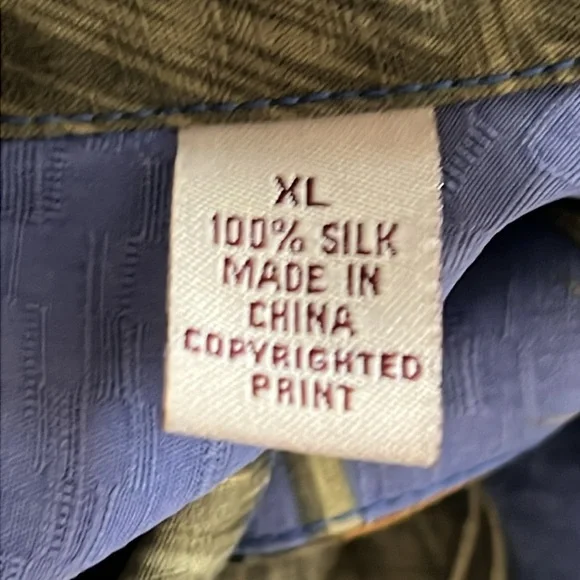 XL
100% SILK
MADE IN
CHINA
COPYRIGHTED
PRINT